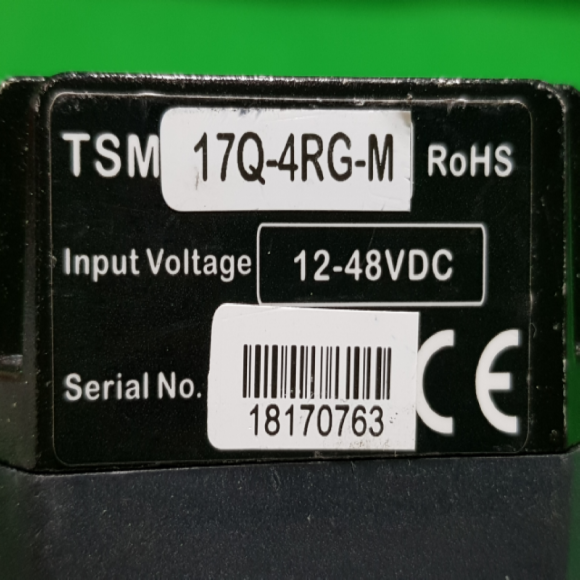 TSM 17Q-4RG-M RoHS
Input Voltage 12-48VDC
Serial No.
18170763
CE